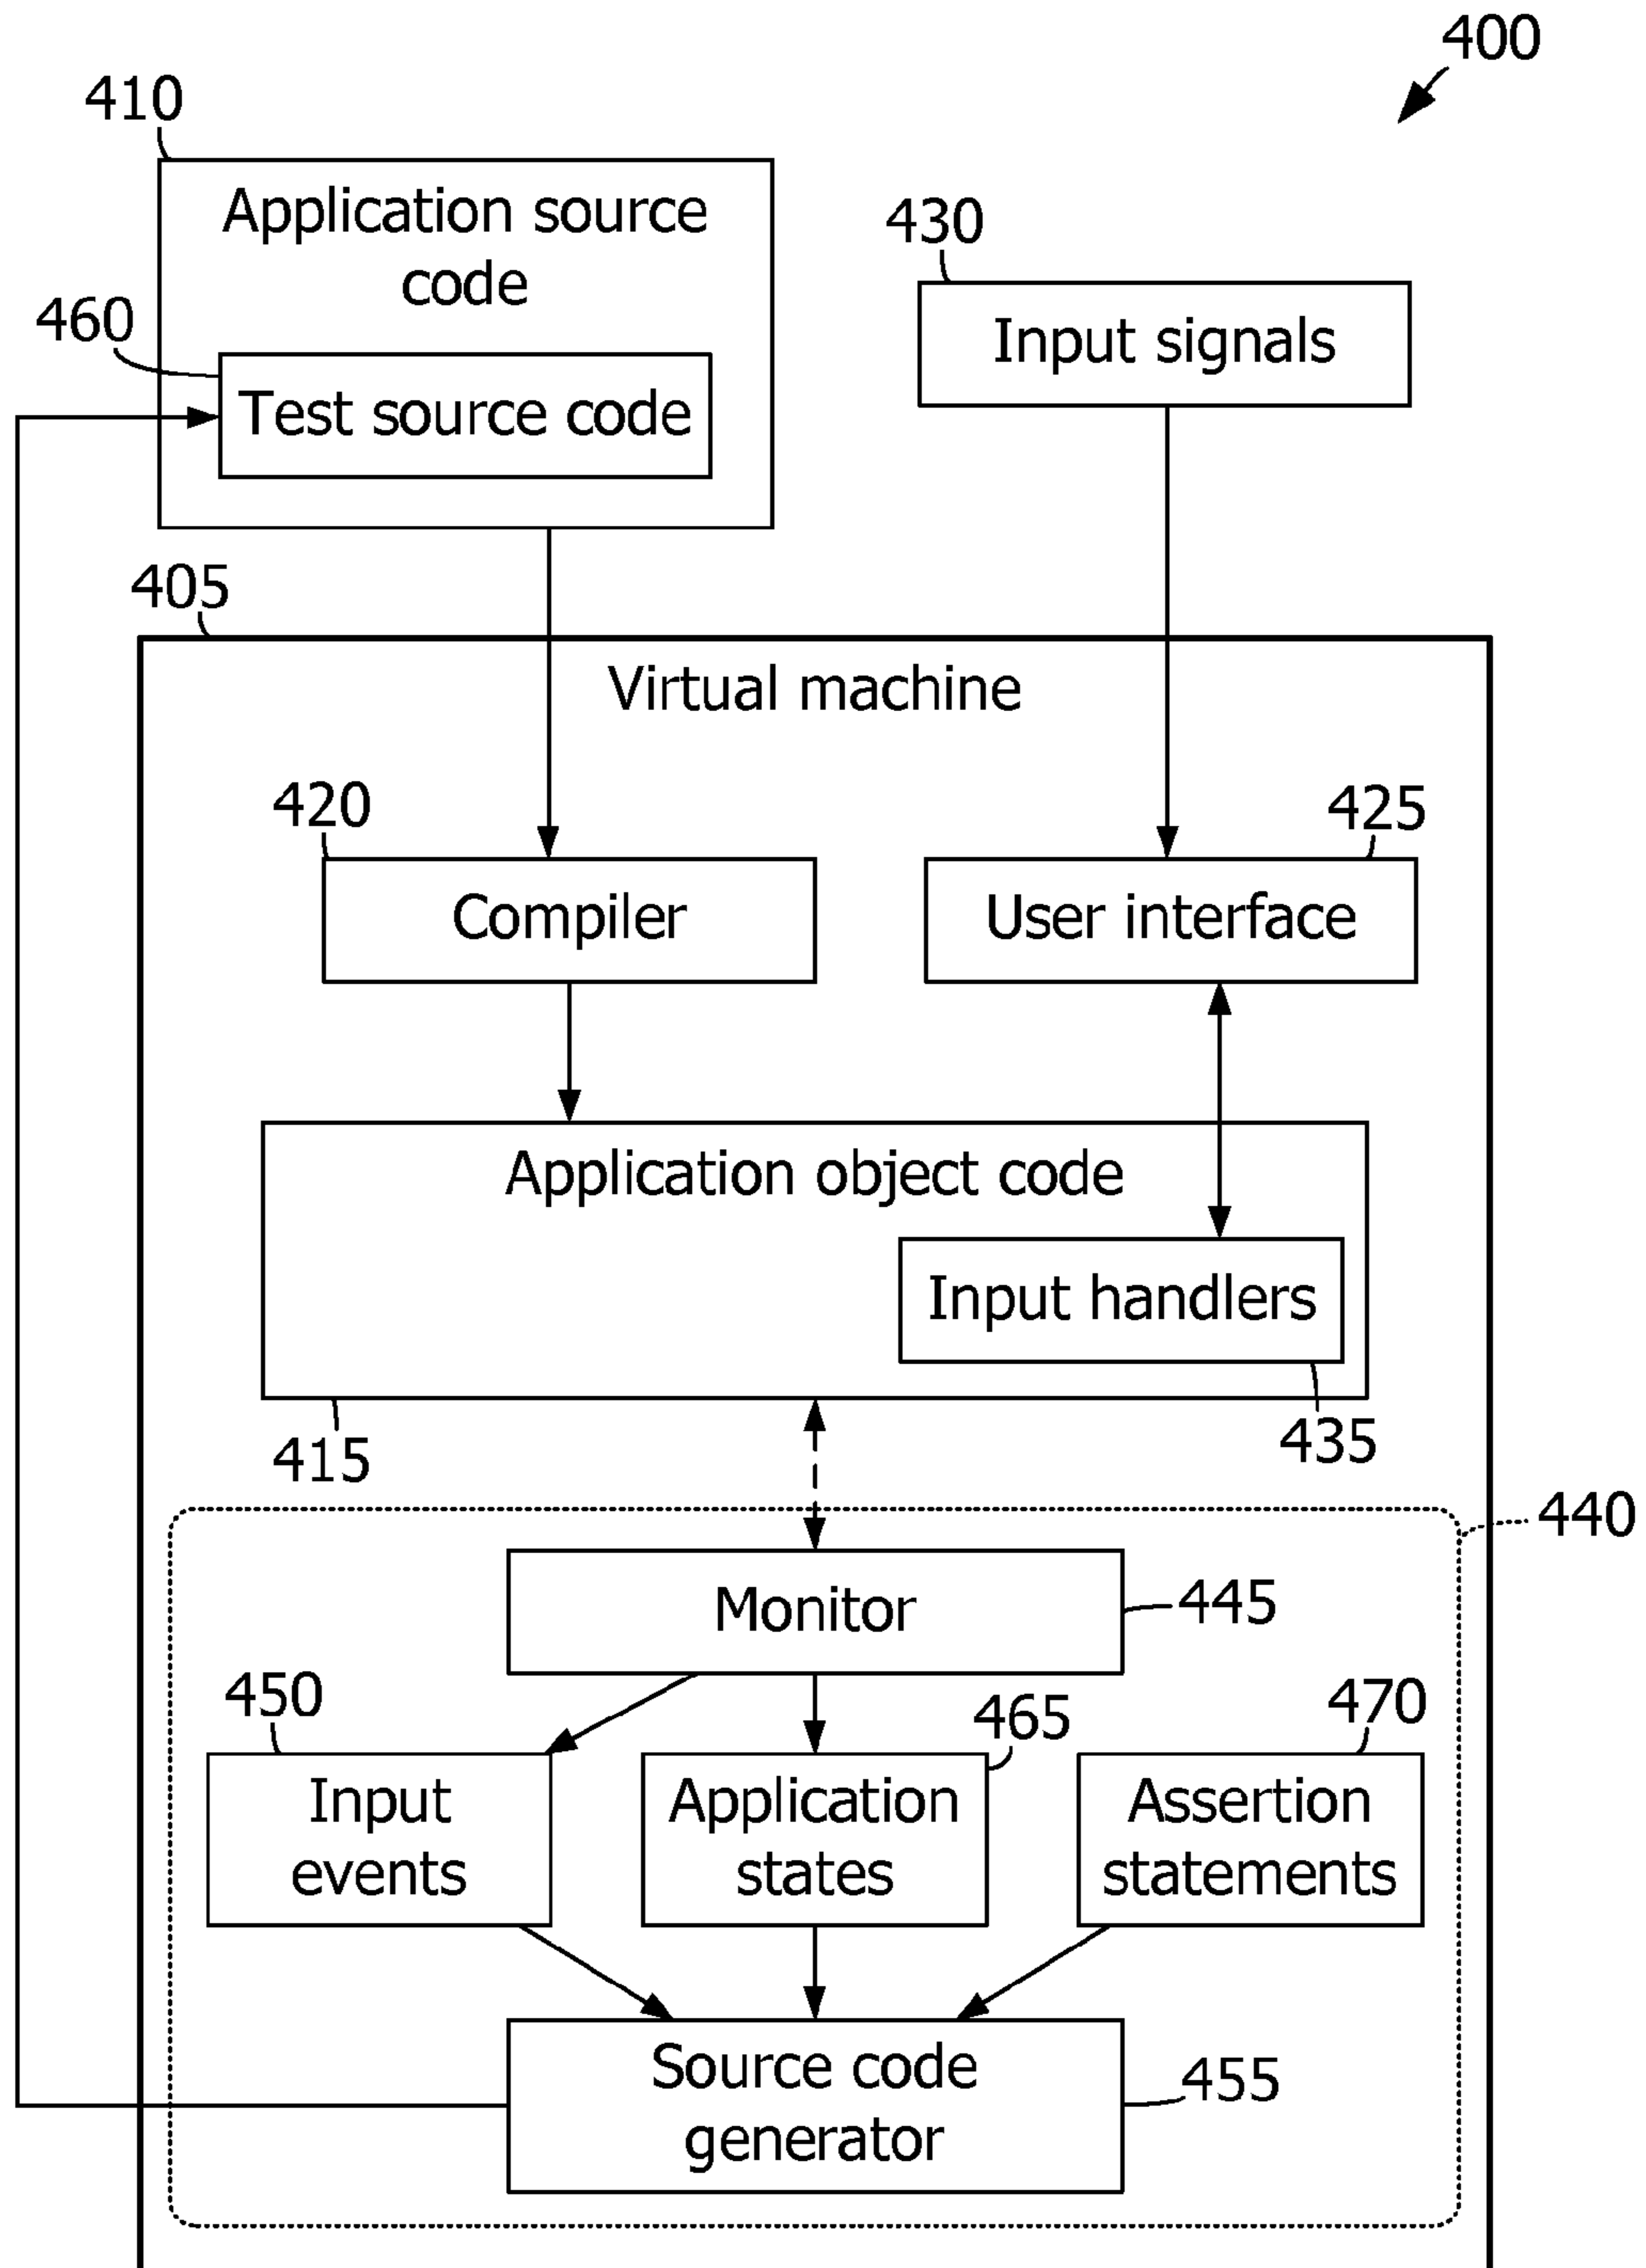 400
410
Application source
code
430
460
Input signals
Test source code
405
Virtual machine
420
425
Compiler
User interface
Application object code
Input handlers
415
435
440
Monitor
445
450
465
470
Input
events
Application
states
Assertion
statements
Source code
generator
455